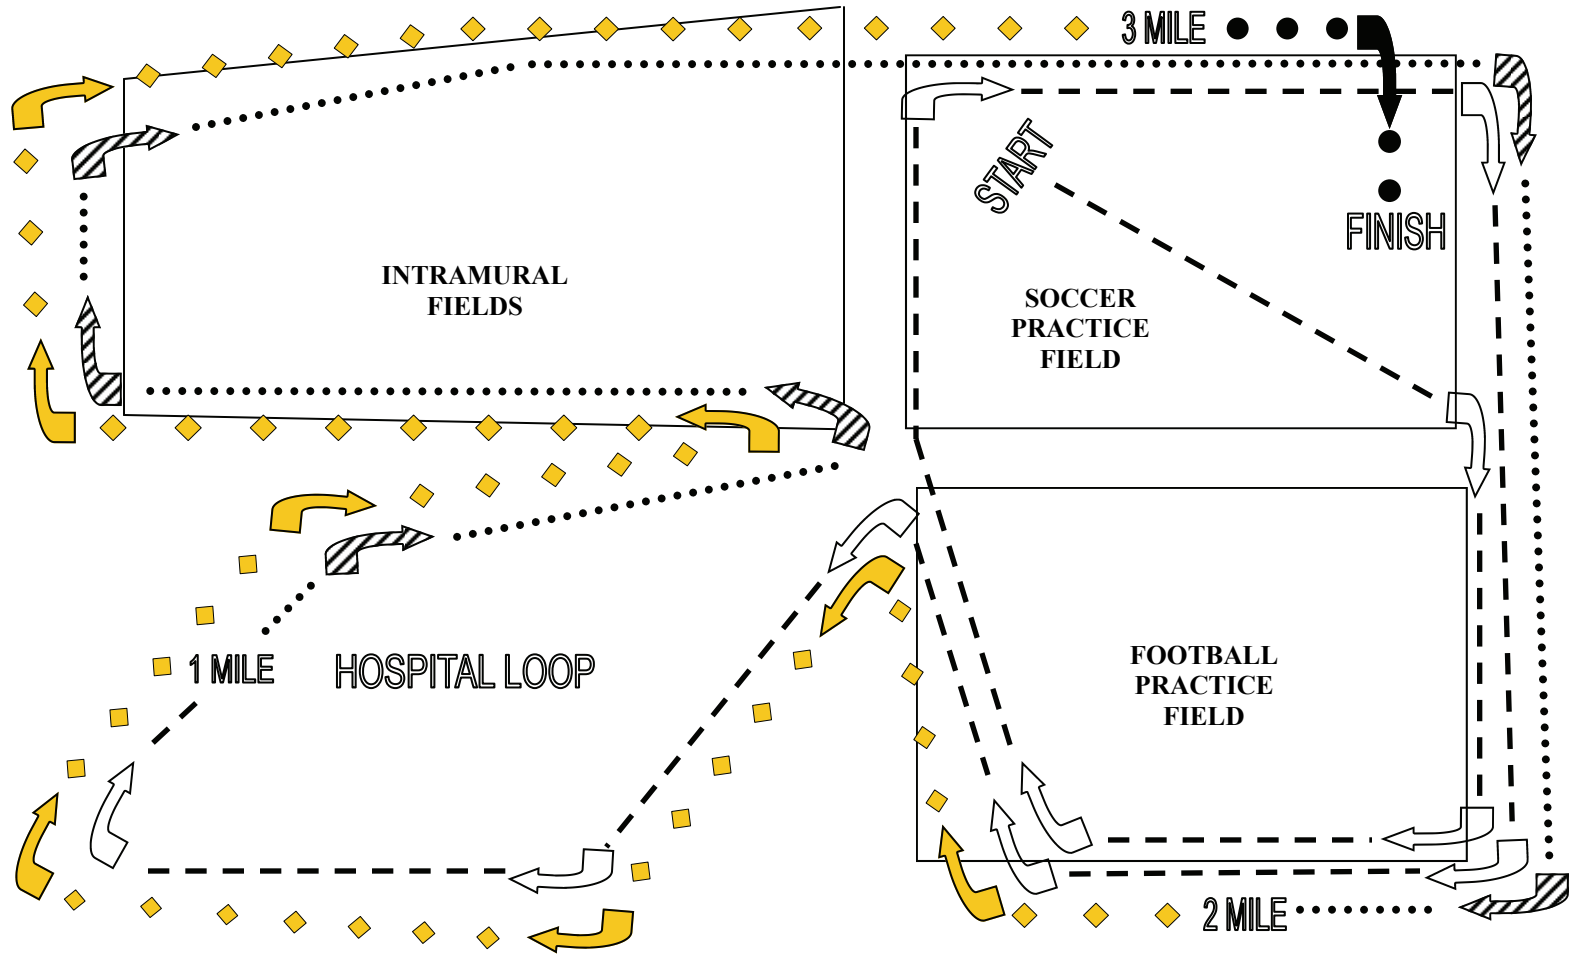 3 MILE
START
FINISH
INTRAMURAL
FIELDS
SOCCER
PRACTICE
FIELD
1 MILE
HOSPITAL LOOP
FOOTBALL
PRACTICE
FIELD
2 MILE